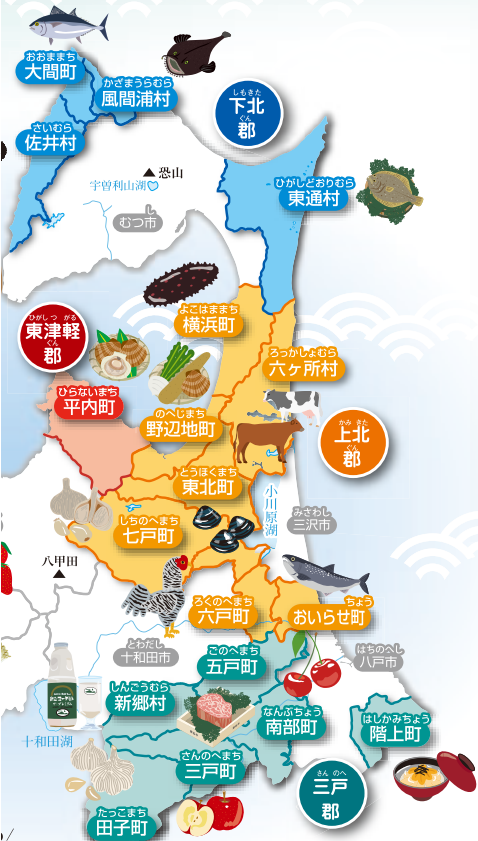 おおままち
大間町
かざまうらむら
風間浦村
さいむら
佐井村
しもきた
下北
ぐん
郡
恐山
宇曽利山湖
し
むつ市
ひがしどおりむら
東通村
よこはままち
横浜町
ひがしつがる
東津軽
ぐん
郡
ろっかしょむら
六ヶ所村
ひらないまち
平内町
のへじまち
野辺地町
かみきた
上北
ぐん
郡
とうほくまち
東北町
小川原湖
みさわし
三沢市
しちのへまち
七戸町
八甲田
ろくのへまち
六戸町
ちょう
おいらせ町
とわだし
十和田市
ごのへまち
五戸町
はちのへし
八戸市
しんごうむら
新郷村
なんぶちょう
南部町
はしかみちょう
階上町
十和田湖
さんのへまち
三戸町
さんのへ
三戸
郡
たっこまち
田子町